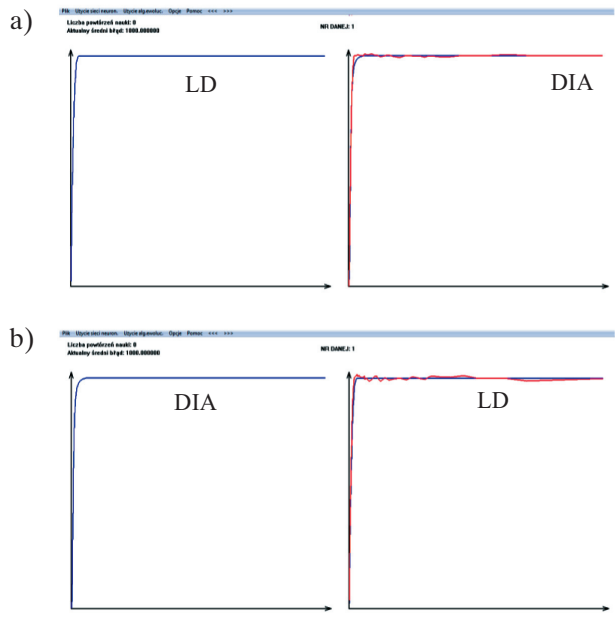 a)
Plik Użycie sieci neuron. Użycie alg.ewoluc. Opcje Pomoc <<< >>>
Liczba powtórzeń nauki: 0
Aktualny średni błąd: 1000.000000
NR DANEJ: 1
LD
DIA
b)
Plik Użycie sieci neuron. Użycie alg.ewoluc. Opcje Pomoc <<< >>>
Liczba powtórzeń nauki: 0
Aktualny średni błąd: 1000.000000
NR DANEJ: 1
DIA
LD